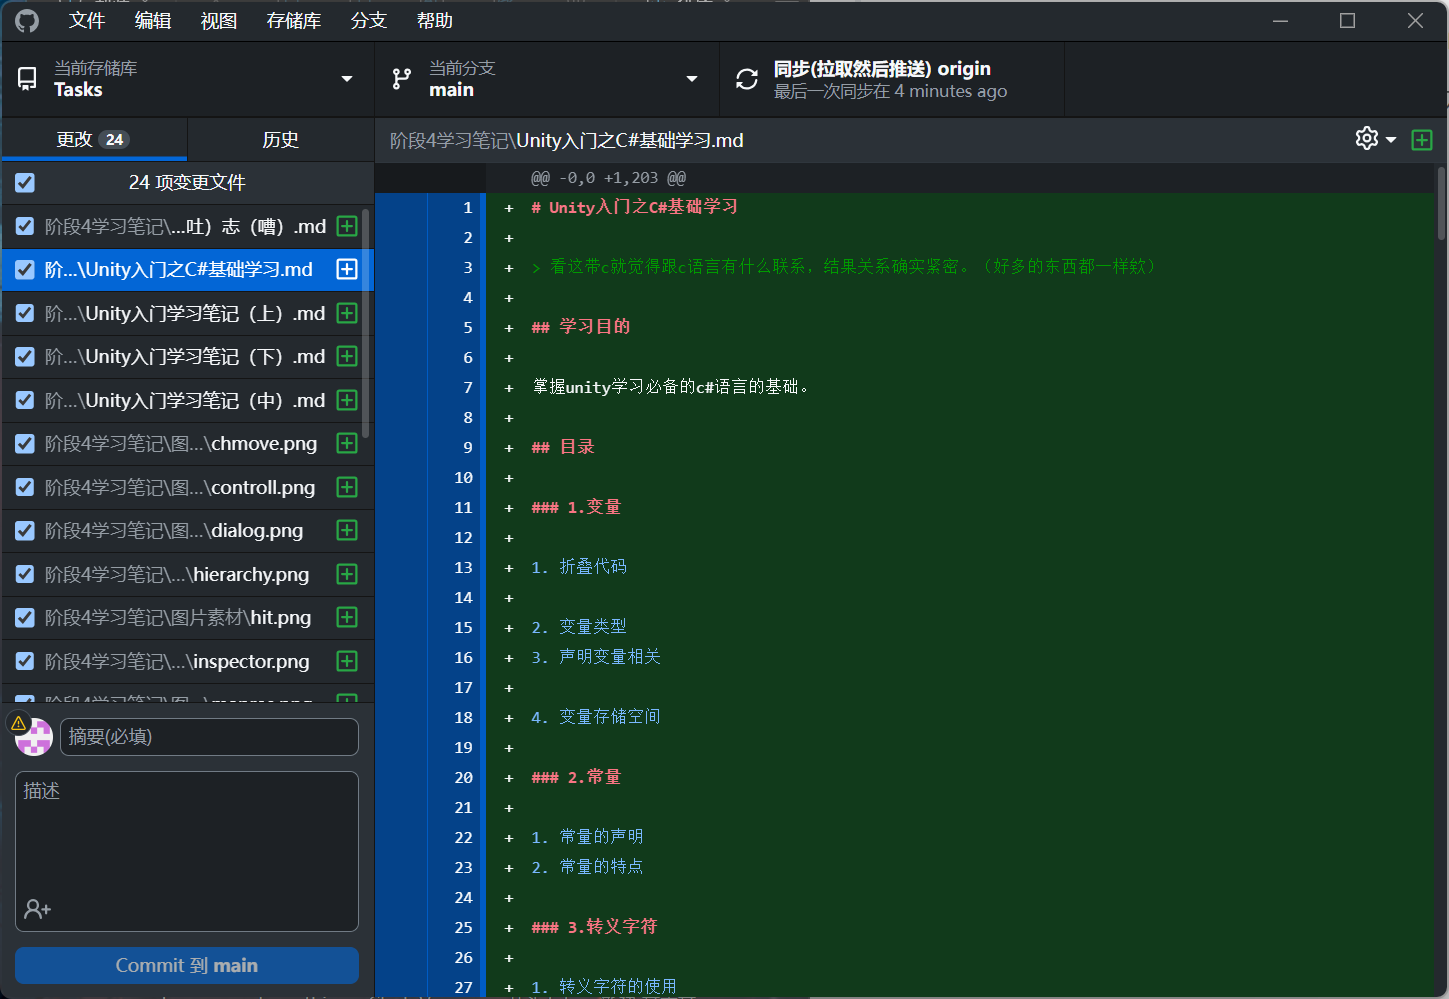 文件 编辑 视图 存储库 分支 帮助
当前存储库
Tasks
当前分支
main
同步(拉取然后推送) origin
最后一次同步在 4 minutes ago
更改 24
历史
阶段4学习笔记\Unity入门之C#基础学习.md
24 项变更文件
阶段4学习笔记\...吐）志（嘈）.md
阶...\Unity入门之C#基础学习.md
阶...\Unity入门学习笔记（上）.md
阶...\Unity入门学习笔记（下）.md
阶...\Unity入门学习笔记（中）.md
阶段4学习笔记\图...\chmove.png
阶段4学习笔记\图...\controll.png
阶段4学习笔记\图...\dialog.png
阶段4学习笔记\...\hierarchy.png
阶段4学习笔记\图片素材\hit.png
阶段4学习笔记\...\inspector.png
摘要(必填)
描述
Commit 到 main
@@ -0,0 +1,203 @@
1 + # Unity入门之C#基础学习
2 +
3 + > 看这带c就觉得跟c语言有什么联系，结果关系确实紧密。（好多的东西都一样欸）
4 +
5 + ## 学习目的
6 +
7 + 掌握unity学习必备的c#语言的基础。
8 +
9 + ## 目录
10 +
11 + ### 1.变量
12 +
13 + 1. 折叠代码
14 +
15 + 2. 变量类型
16 + 3. 声明变量相关
17 +
18 + 4. 变量存储空间
19 +
20 + ### 2.常量
21 +
22 + 1. 常量的声明
23 + 2. 常量的特点
24 +
25 + ### 3.转义字符
26 +
27 + 1. 转义字符的使用